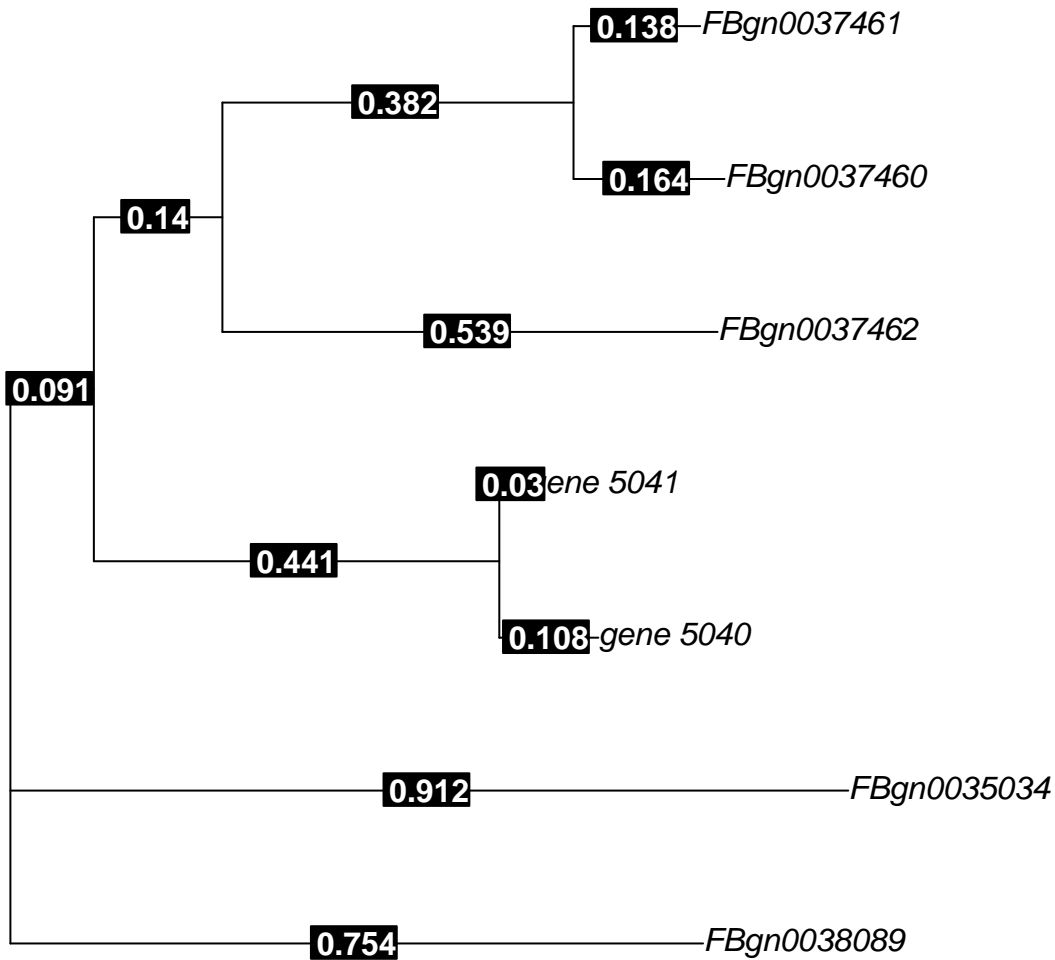 0.138 FBgn0037461
0.382
0.164 FBgn0037460
0.14
0.539 FBgn0037462
0.091
0.03 ene 5041
0.441
0.108 gene 5040
0.912 FBgn0035034
0.754 FBgn0038089